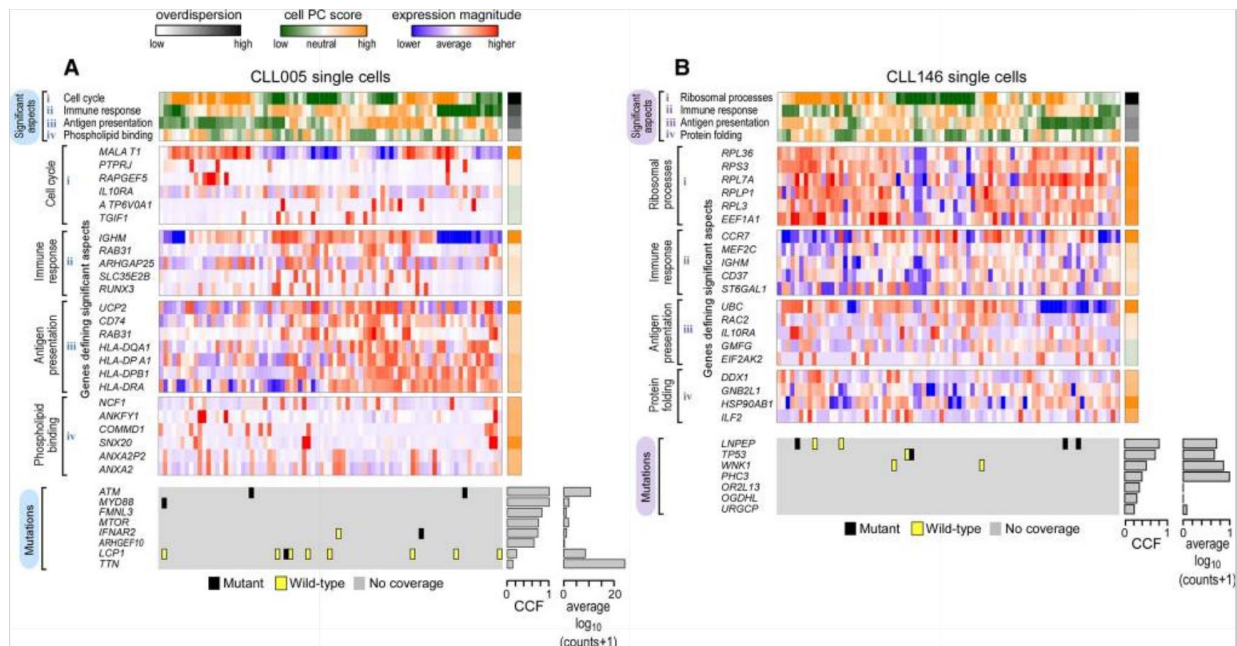 overdispersion cell PC score expression magnitude
low high low neutral high lower average higher
A
CLL005 single cells
Significant aspects
i Cell cycle
ii Immune response
iii Antigen presentation
iv Phospholipid binding
Genes defining significant aspects
Cell cycle
i
MALA T1
PTPRJ
RAPGEF5
IL10RA
A TP6V0A1
TGIF1
Immune response
ii
IGHM
RAB31
ARHGAP25
SLC35E2B
RUNX3
Antigen presentation
iii
UCP2
CD74
RAB31
HLA-DQA1
HLA-DP A1
HLA-DPB1
HLA-DRA
Phospholipid binding
iv
NCF1
ANKFY1
COMMD1
SNX20
ANXA2P2
ANXA2
Mutations
ATM
MYD88
FMNL3
MTOR
IFNAR2
ARHGEF10
LCP1
TTN
Mutant Wild-type No coverage
0 1
CCF
0 20
average
log10
(counts+1)
B
CLL146 single cells
Significant aspects
i Ribosomal processes
ii Immune response
iii Antigen presentation
iv Protein folding
Genes defining significant aspects
Ribosomal processes
i
RPL36
RPS3
RPL7A
RPLP1
RPL3
EEF1A1
Immune response
ii
CCR7
MEF2C
IGHM
CD37
ST6GAL1
Antigen presentation
iii
UBC
RAC2
IL10RA
GMFG
EIF2AK2
Protein folding
iv
DDX1
GNB2L1
HSP90AB1
ILF2
Mutations
LNPEP
TP53
WNK1
PHC3
OR2L13
OGDHL
URGCP
Mutant Wild-type No coverage
0 1
CCF
0 1
average
log10
(counts+1)